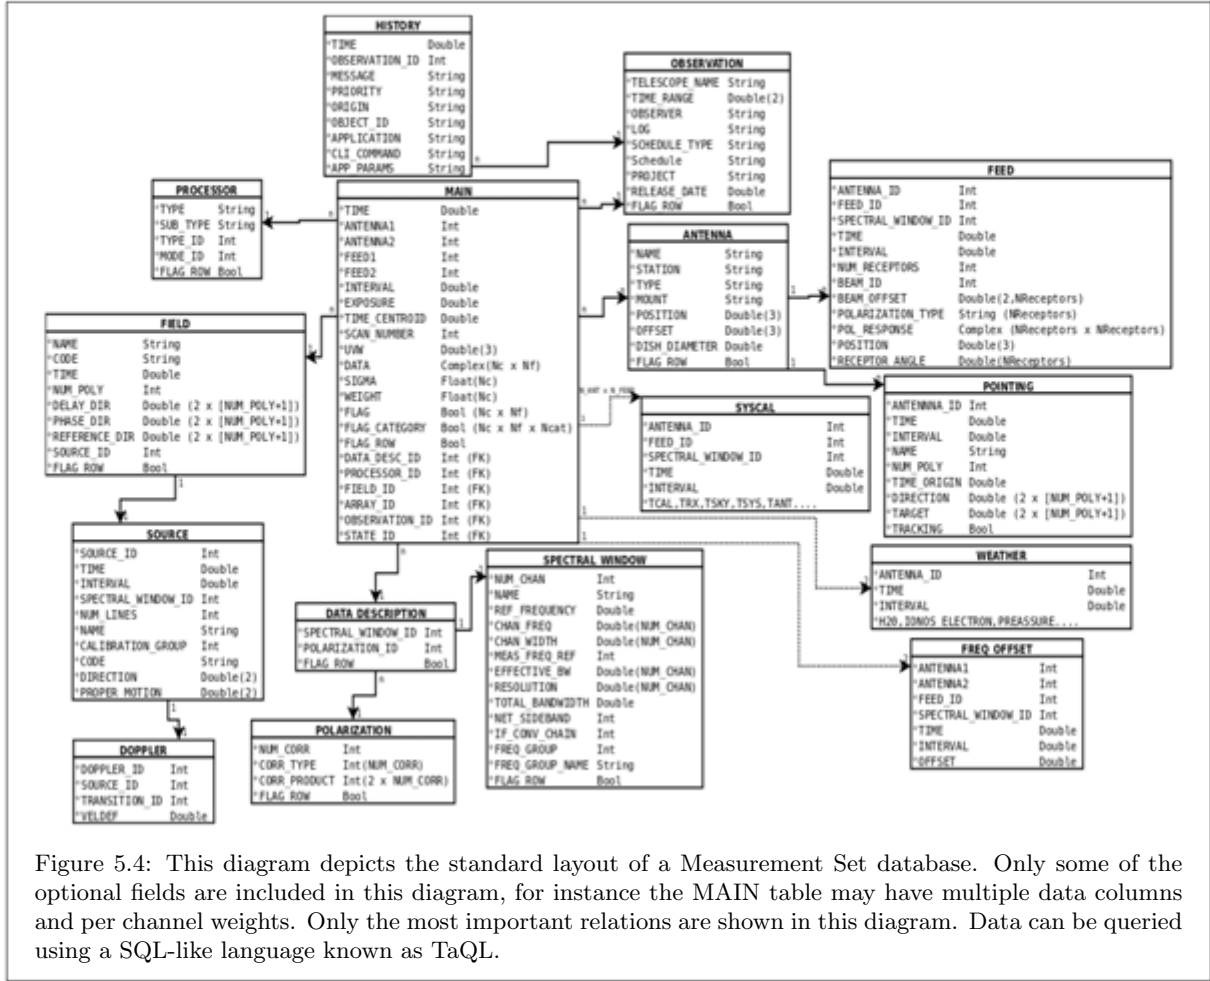 HISTORY
*TIME Double
*OBSERVATION_ID Int
*MESSAGE String
*PRIORITY String
*ORIGIN String
*OBJECT_ID String
*APPLICATION String
*CLI_COMMAND String
*APP_PARAMS String
OBSERVATION
*TELESCOPE_NAME String
*TIME_RANGE Double(2)
*OBSERVER String
*LOG String
*SCHEDULE_TYPE String
*Schedule String
*PROJECT String
*RELEASE_DATE Double
*FLAG_ROW Bool
PROCESSOR
*TYPE String
*SUB_TYPE String
*TYPE_ID Int
*MODE_ID Int
*FLAG_ROW Bool
MAIN
*TIME Double
*ANTENNA1 Int
*ANTENNA2 Int
*FEED1 Int
*FEED2 Int
*INTERVAL Double
*EXPOSURE Double
*TIME_CENTROID Double
*SCAN_NUMBER Int
*UVW Double(3)
*DATA Complex(Nc x Nf)
*SIGMA Float(Nc)
*WEIGHT Float(Nc)
*FLAG Bool (Nc x Nf)
*FLAG_CATEGORY Bool (Nc x Nf x Ncat)
*FLAG_ROW Bool
*DATA_DESC_ID Int (FK)
*PROCESSOR_ID Int (FK)
*FIELD_ID Int (FK)
*ARRAY_ID Int (FK)
*OBSERVATION_ID Int (FK)
*STATE_ID Int (FK)
ANTENNA
*NAME String
*STATION String
*TYPE String
*MOUNT String
*POSITION Double(3)
*OFFSET Double(3)
*DISH_DIAMETER Double
*FLAG_ROW Bool
FEED
*ANTENNA_ID Int
*FEED_ID Int
*SPECTRAL_WINDOW_ID Int
*TIME Double
*INTERVAL Double
*NUM_RECEPTORS Int
*BEAM_ID Int
*BEAM_OFFSET Double(2,NReceptors)
*POLARIZATION_TYPE String (NReceptors)
*POL_RESPONSE Complex (NReceptors x NReceptors)
*POSITION Double(3)
*RECEPTOR_ANGLE Double(NReceptors)
FIELD
*NAME String
*CODE String
*TIME Double
*NUM_POLY Int
*DELAY_DIR Double (2 x [NUM_POLY+1])
*PHASE_DIR Double (2 x [NUM_POLY+1])
*REFERENCE_DIR Double (2 x [NUM_POLY+1])
*SOURCE_ID Int
*FLAG_ROW Bool
POINTING
*ANTENNNA_ID Int
*TIME Double
*INTERVAL Double
*NAME String
*NUM_POLY Int
*TIME_ORIGIN Double
*DIRECTION Double (2 x [NUM_POLY+1])
*TARGET Double (2 x [NUM_POLY+1])
*TRACKING Bool
SYSCAL
*ANTENNA_ID Int
*FEED_ID Int
*SPECTRAL_WINDOW_ID Int
*TIME Double
*INTERVAL Double
*TCAL,TRX,TSKY,TSYS,TANT....
SOURCE
*SOURCE_ID Int
*TIME Double
*INTERVAL Double
*SPECTRAL_WINDOW_ID Int
*NUM_LINES Int
*NAME String
*CALIBRATION_GROUP Int
*CODE String
*DIRECTION Double(2)
*PROPER_MOTION Double(2)
DATA DESCRIPTION
*SPECTRAL_WINDOW_ID Int
*POLARIZATION_ID Int
*FLAG_ROW Bool
SPECTRAL WINDOW
*NUM_CHAN Int
*NAME String
*REF_FREQUENCY Double
*CHAN_FREQ Double(NUM_CHAN)
*CHAN_WIDTH Double(NUM_CHAN)
*MEAS_FREQ_REF Int
*EFFECTIVE_BW Double(NUM_CHAN)
*RESOLUTION Double(NUM_CHAN)
*TOTAL_BANDWIDTH Double
*NET_SIDEBAND Int
*IF_CONV_CHAIN Int
*FREQ_GROUP Int
*FREQ_GROUP_NAME String
*FLAG_ROW Bool
WEATHER
*ANTENNA_ID Int
*TIME Double
*INTERVAL Double
*H20,IONOS_ELECTRON,PREASSURE....
FREQ OFFSET
*ANTENNA1 Int
*ANTENNA2 Int
*FEED_ID Int
*SPECTRAL_WINDOW_ID Int
*TIME Double
*INTERVAL Double
*OFFSET Double
POLARIZATION
*NUM_CORR Int
*CORR_TYPE Int(NUM_CORR)
*CORR_PRODUCT Int(2 x NUM_CORR)
*FLAG_ROW Bool
DOPPLER
*DOPPLER_ID Int
*SOURCE_ID Int
*TRANSITION_ID Int
*VELDEF Double
Figure 5.4: This diagram depicts the standard layout of a Measurement Set database. Only some of the
optional fields are included in this diagram, for instance the MAIN table may have multiple data columns
and per channel weights. Only the most important relations are shown in this diagram. Data can be queried
using a SQL-like language known as TaQL.